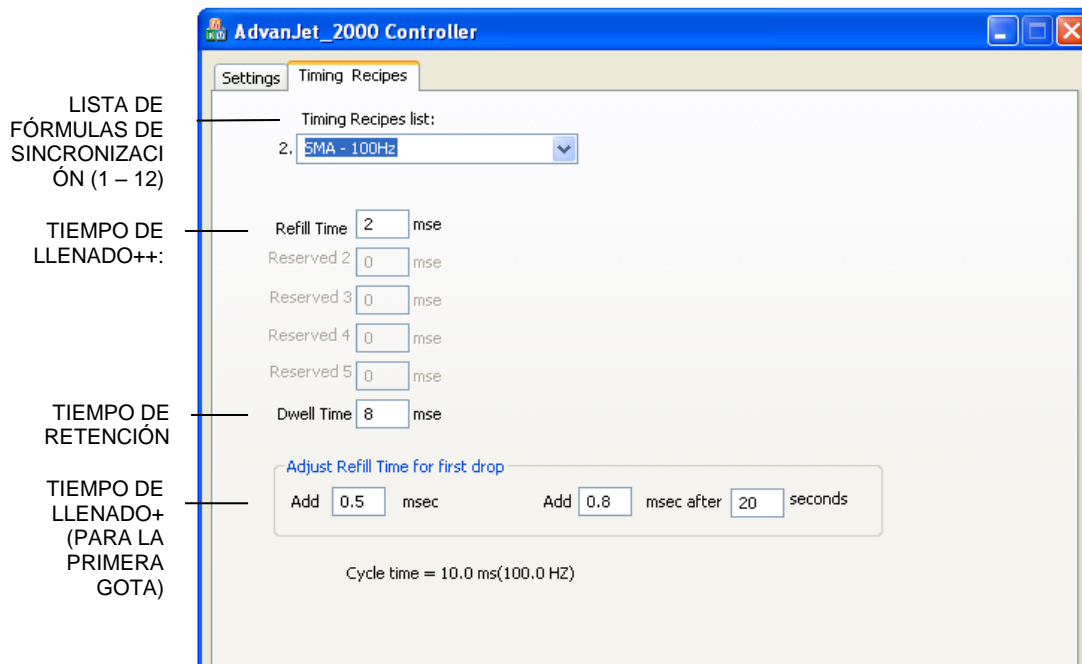 AdvanJet_2000 Controller
Settings
Timing Recipes
LISTA DE
FÓRMULAS DE
SINCRONIZACI
ÓN (1 – 12)
Timing Recipes list:
2. SMA - 100Hz
TIEMPO DE
LLENADO++:
Refill Time 2 mse
Reserved 2 0 mse
Reserved 3 0 mse
Reserved 4 0 mse
Reserved 5 0 mse
TIEMPO DE
RETENCIÓN
Dwell Time 8 mse
TIEMPO DE
LLENADO+
(PARA LA
PRIMERA
GOTA)
Adjust Refill Time for first drop
Add 0.5 msec Add 0.8 msec after 20 seconds
Cycle time = 10.0 ms(100.0 HZ)